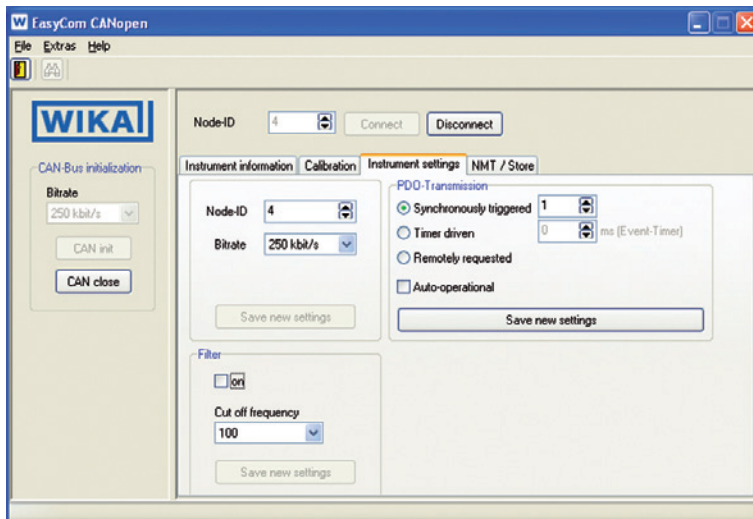 EasyCom CANopen
File Extras Help
WIKA
CAN-Bus initialization
Bitrate
250 kbit/s
CAN init
CAN close
Node-ID 4 Connect Disconnect
Instrument information Calibration Instrument settings NMT / Store
Node-ID 4
Bitrate 250 kbit/s
Save new settings
PDO-Transmission
Synchronously triggered 1
Timer driven 0 ms (Event-Timer)
Remotely requested
Auto-operational
Save new settings
Filter
on
Cut off frequency
100
Save new settings